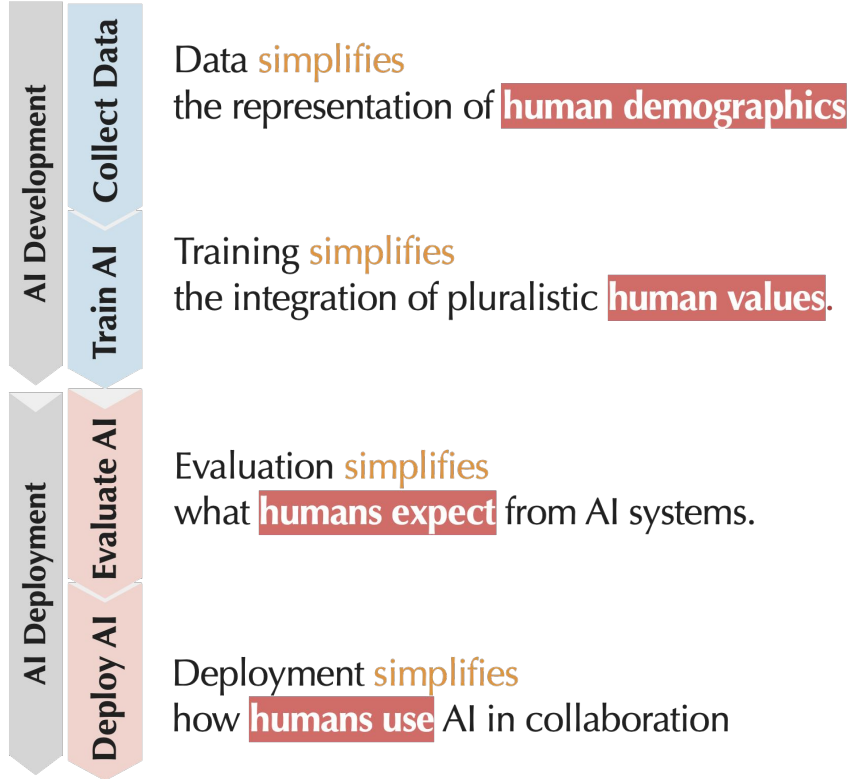 AI Development
Collect Data
Data simplifies
the representation of human demographics
Train AI
Training simplifies
the integration of pluralistic human values.
AI Deployment
Evaluate AI
Evaluation simplifies
what humans expect from AI systems.
Deploy AI
Deployment simplifies
how humans use AI in collaboration